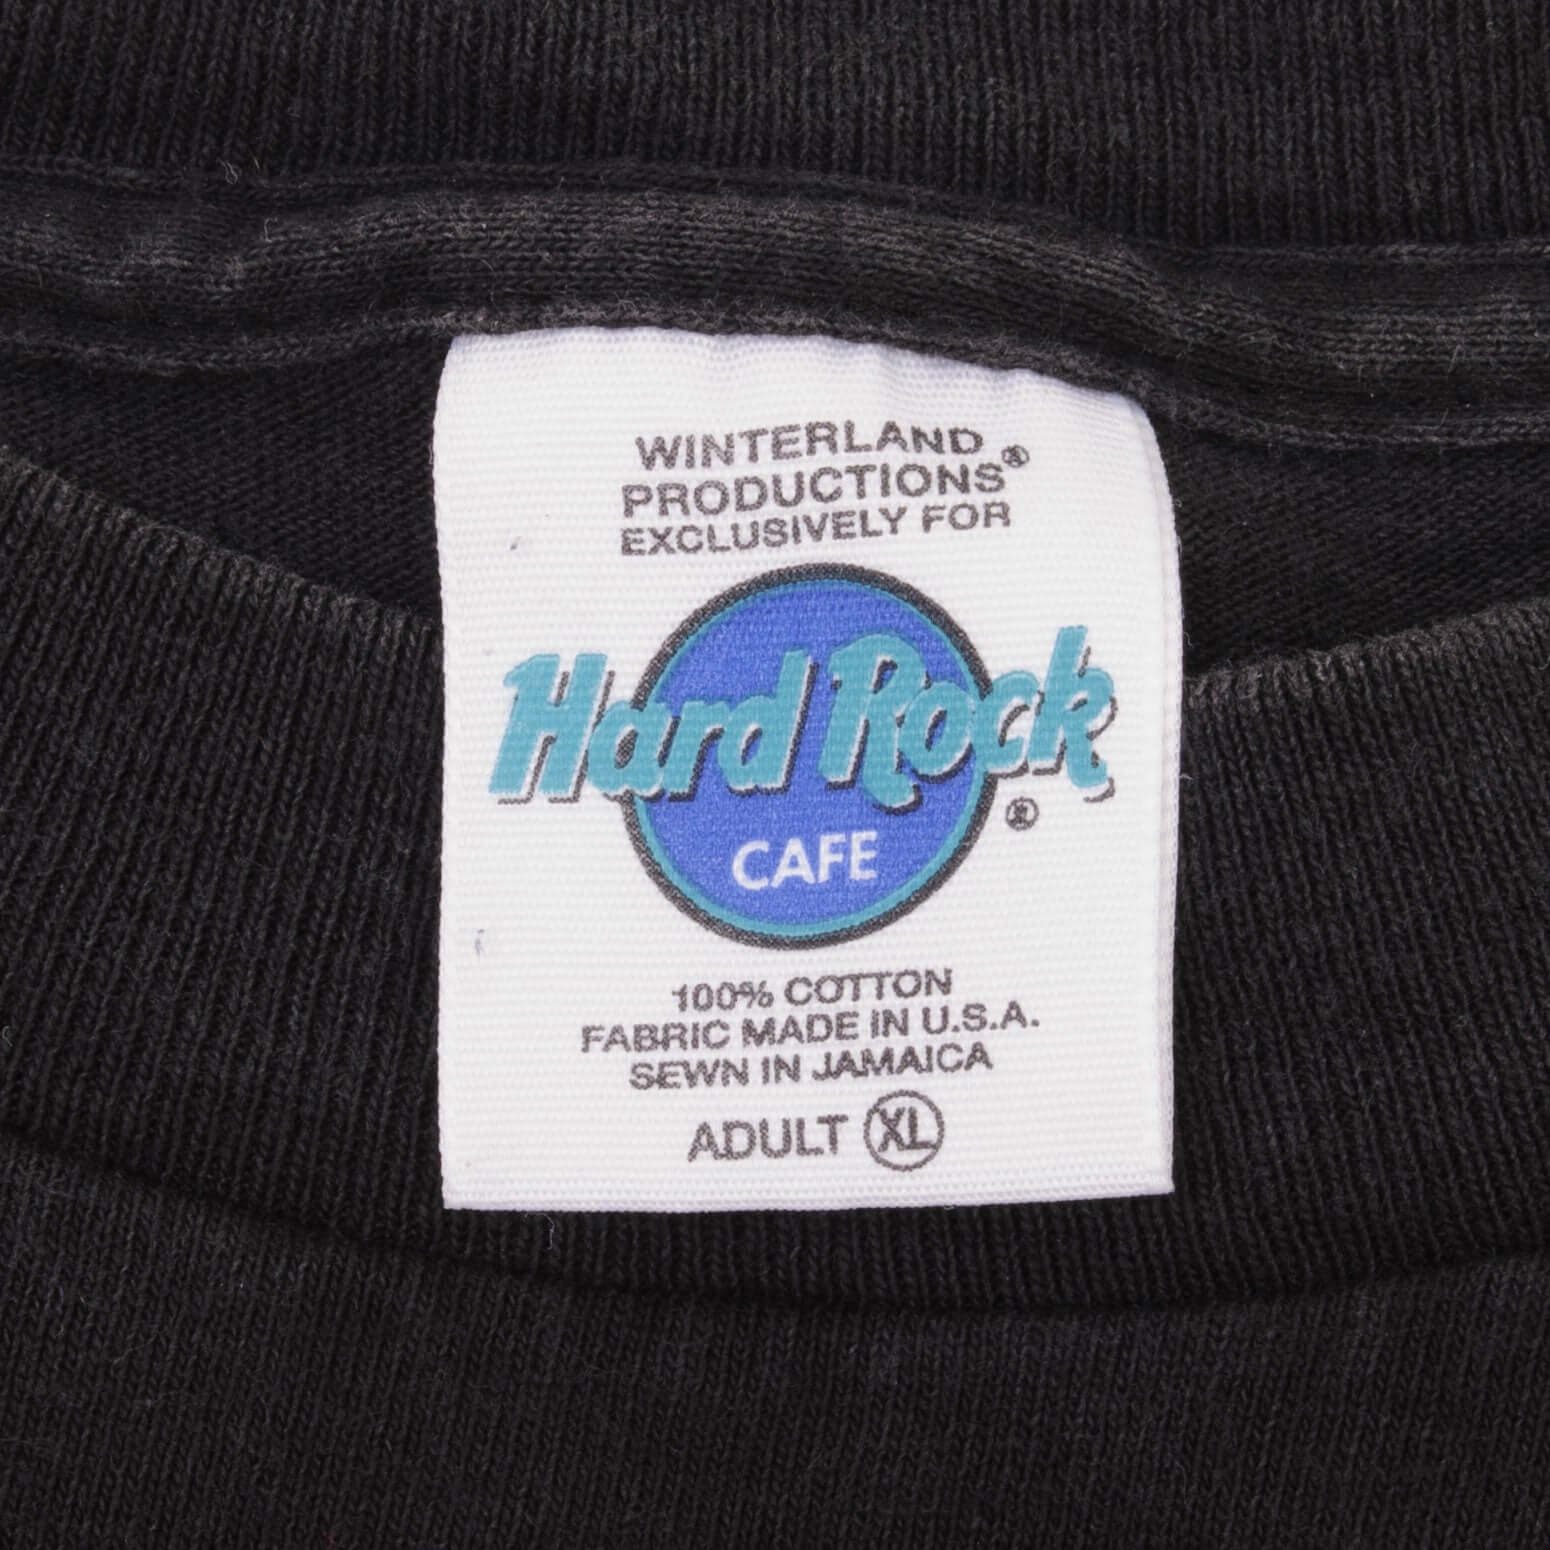 WINTERLAND
PRODUCTIONS®
EXCLUSIVELY FOR
Hard Rock
®
CAFE
100% COTTON
FABRIC MADE IN U.S.A.
SEWN IN JAMAICA
ADULT XL